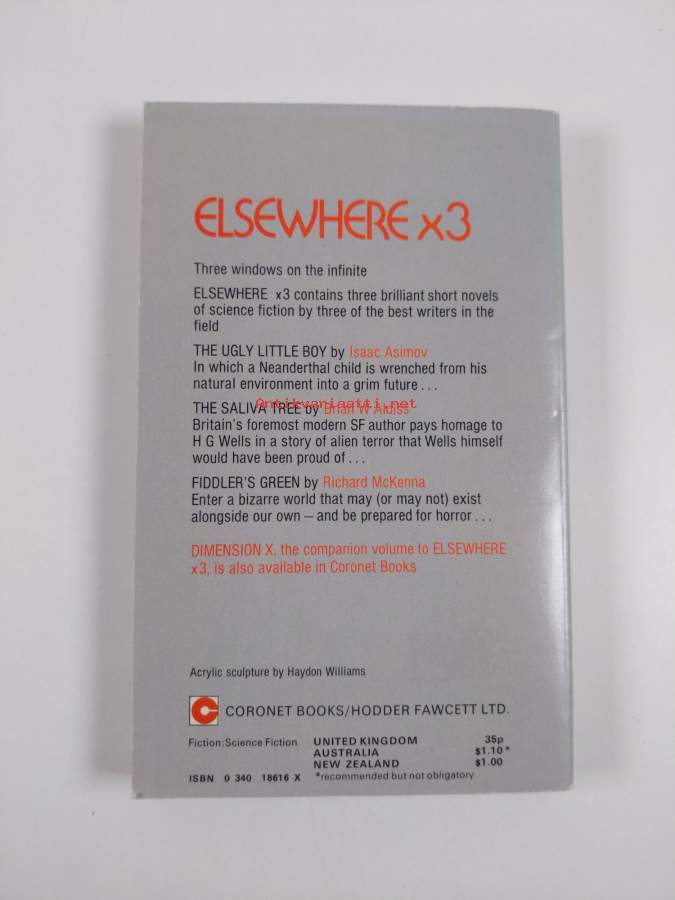 ELSEWHERE x3
Three windows on the infinite
ELSEWHERE x3 contains three brilliant short novels
of science fiction by three of the best writers in the
field
THE UGLY LITTLE BOY by Isaac Asimov
In which a Neanderthal child is wrenched from his
natural environment into a grim future . . .
Antikvariaatti.net
THE SALIVA TREE by Brian W Aldiss
Britain's foremost modern SF author pays homage to
H G Wells in a story of alien terror that Wells himself
would have been proud of . . .
FIDDLER'S GREEN by Richard McKenna
Enter a bizarre world that may (or may not) exist
alongside our own – and be prepared for horror . . .
DIMENSION X, the companion volume to ELSEWHERE
x3, is also available in Coronet Books
Acrylic sculpture by Haydon Williams
CORONET BOOKS/HODDER FAWCETT LTD.
Fiction:Science Fiction UNITED KINGDOM 35p
AUSTRALIA $1.10*
NEW ZEALAND $1.00
ISBN 0 340 18616 X *recommended but not obligatory